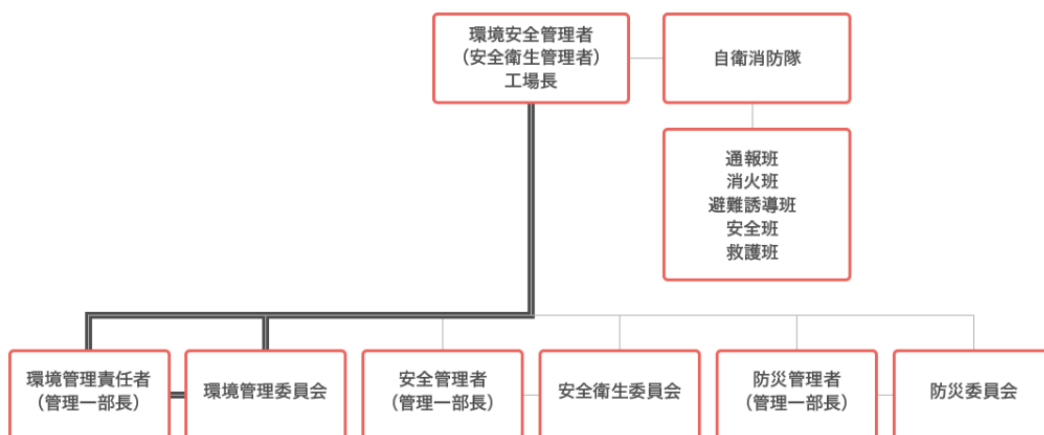 環境安全管理者
（安全衛生管理者）
工場長
自衛消防隊
通報班
消火班
避難誘導班
安全班
救護班
環境管理責任者
（管理一部長）
環境管理委員会
安全管理者
（管理一部長）
安全衛生委員会
防災管理者
（管理一部長）
防災委員会